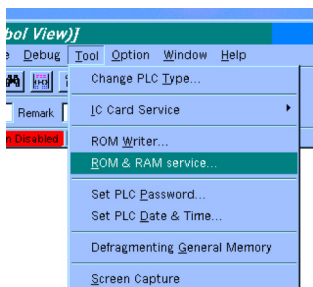 bol View)]
e Debug Tool Option Window Help
Change PLC Type...
IC Card Service
Remark
ROM Writer...
n Disabled
ROM & RAM service...
Set PLC Password...
Set PLC Date & Time...
Defragmenting General Memory
Screen Capture